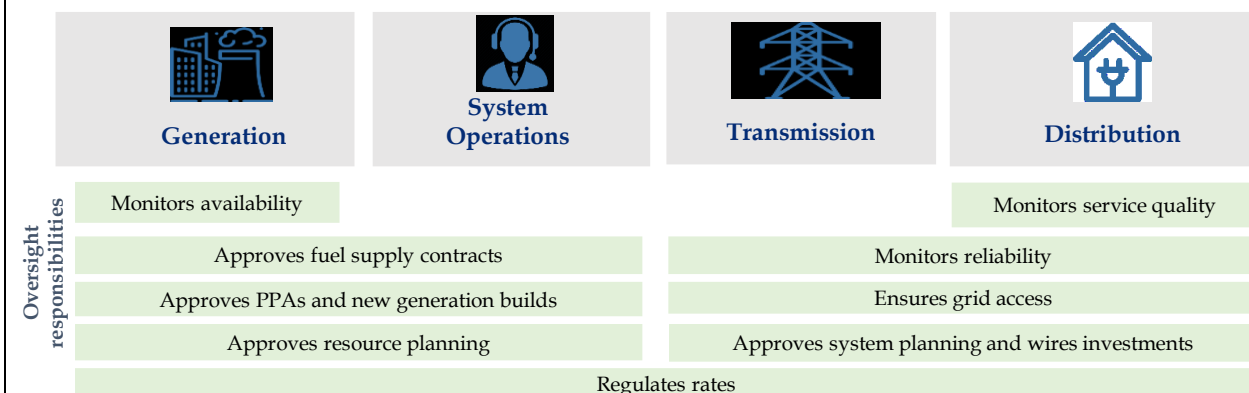 Generation
System
Operations
Transmission
Distribution
Oversight
responsibilities
Monitors availability
Monitors service quality
Approves fuel supply contracts
Monitors reliability
Approves PPAs and new generation builds
Ensures grid access
Approves resource planning
Approves system planning and wires investments
Regulates rates